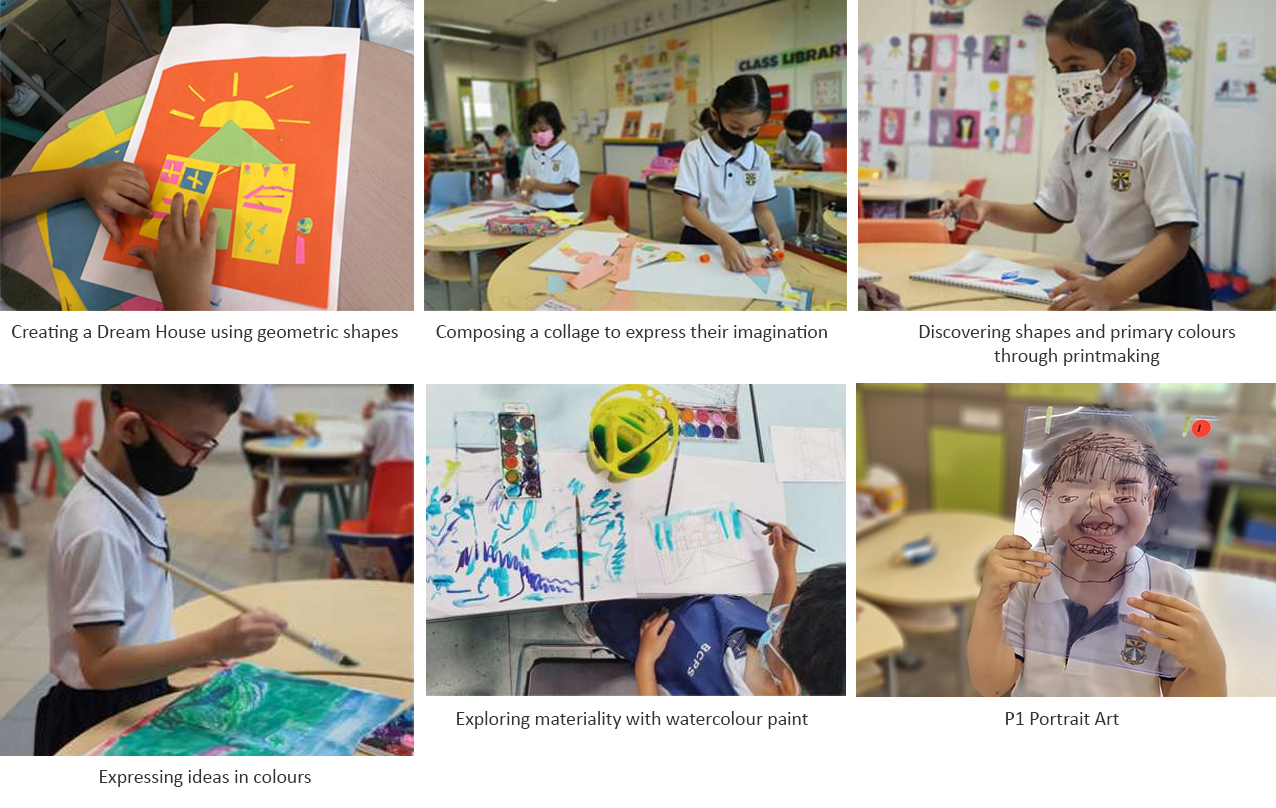 CLASS LIBRARY
Creating a Dream House using geometric shapes
Composing a collage to express their imagination
Discovering shapes and primary colours
through printmaking
BCPS
Exploring materiality with watercolour paint
P1 Portrait Art
Expressing ideas in colours